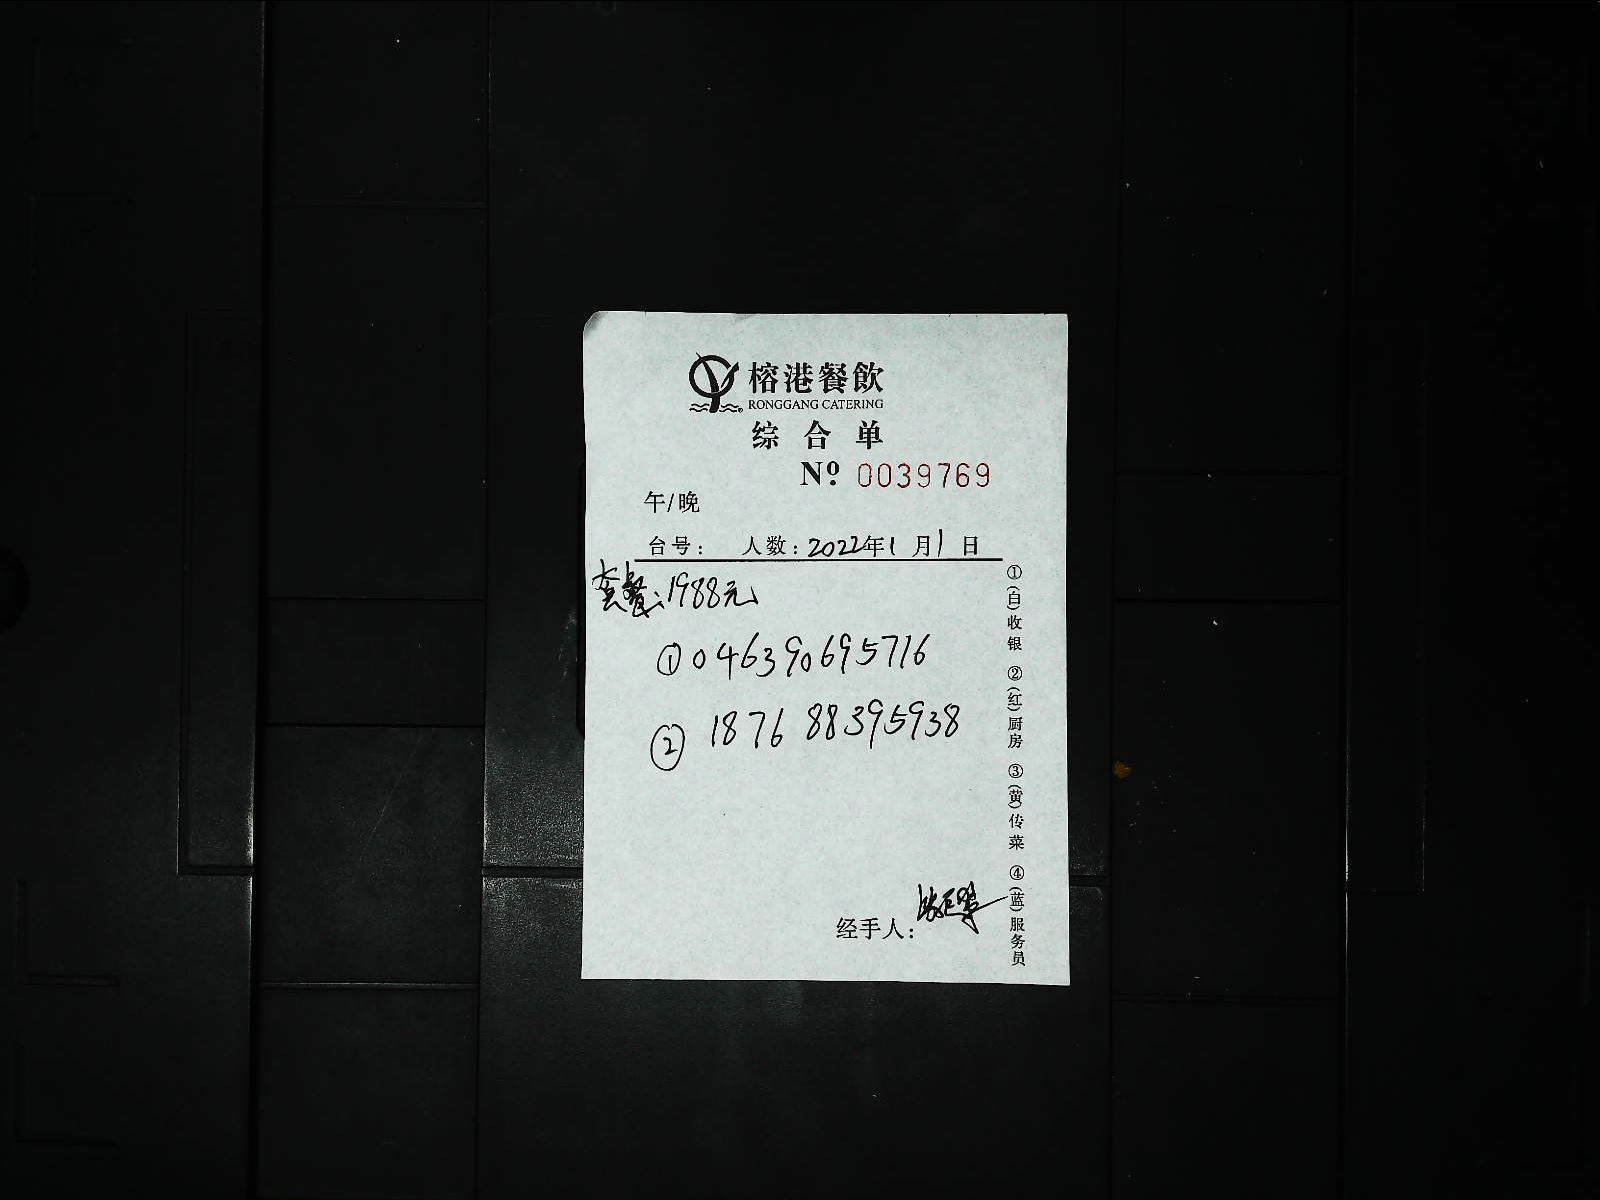 榕港餐飲
RONGGANG CATERING
综合单
Nº 0039769
午/晚
台号： 人数：2022年1月1日
套餐：1988元
①046390695716
② 187688395938
经手人：
①(白)收银 ②(红)厨房 ③(黄)传菜 ④(蓝)服务员